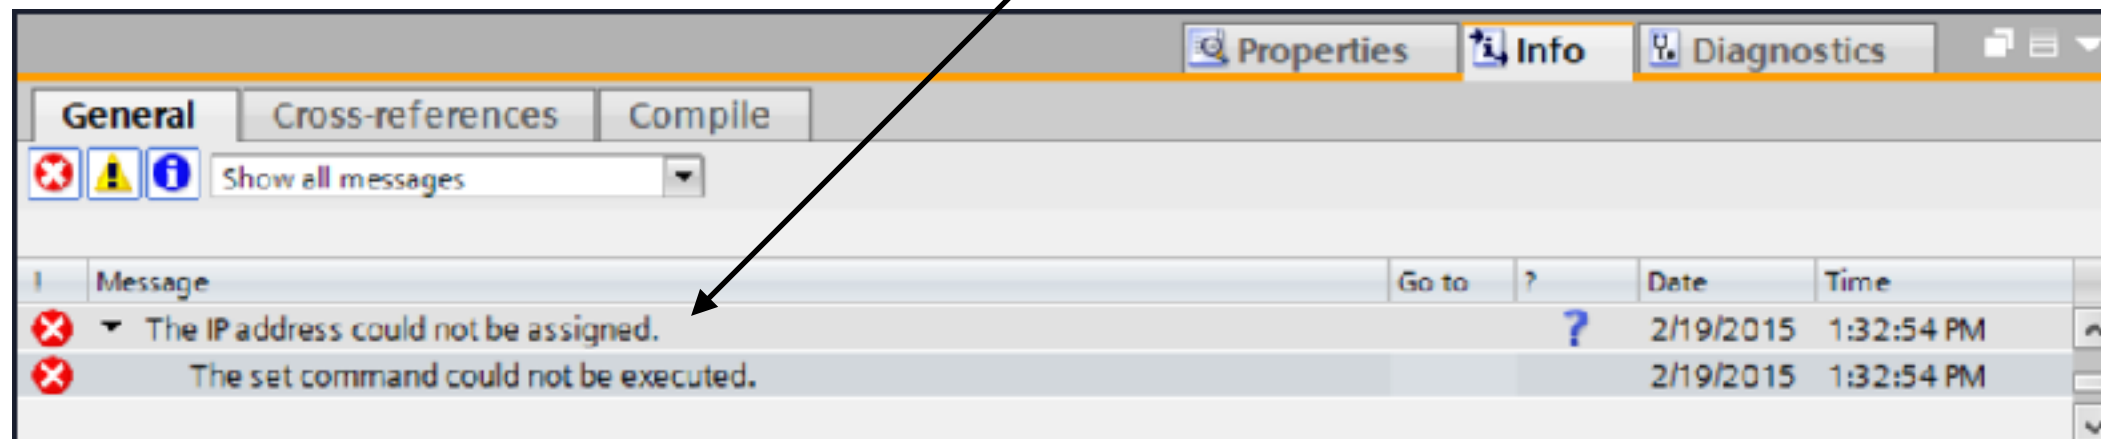 Properties Info Diagnostics
General Cross-references Compile
Show all messages
! Message Go to ? Date Time
The IP address could not be assigned. ? 2/19/2015 1:32:54 PM
The set command could not be executed. 2/19/2015 1:32:54 PM